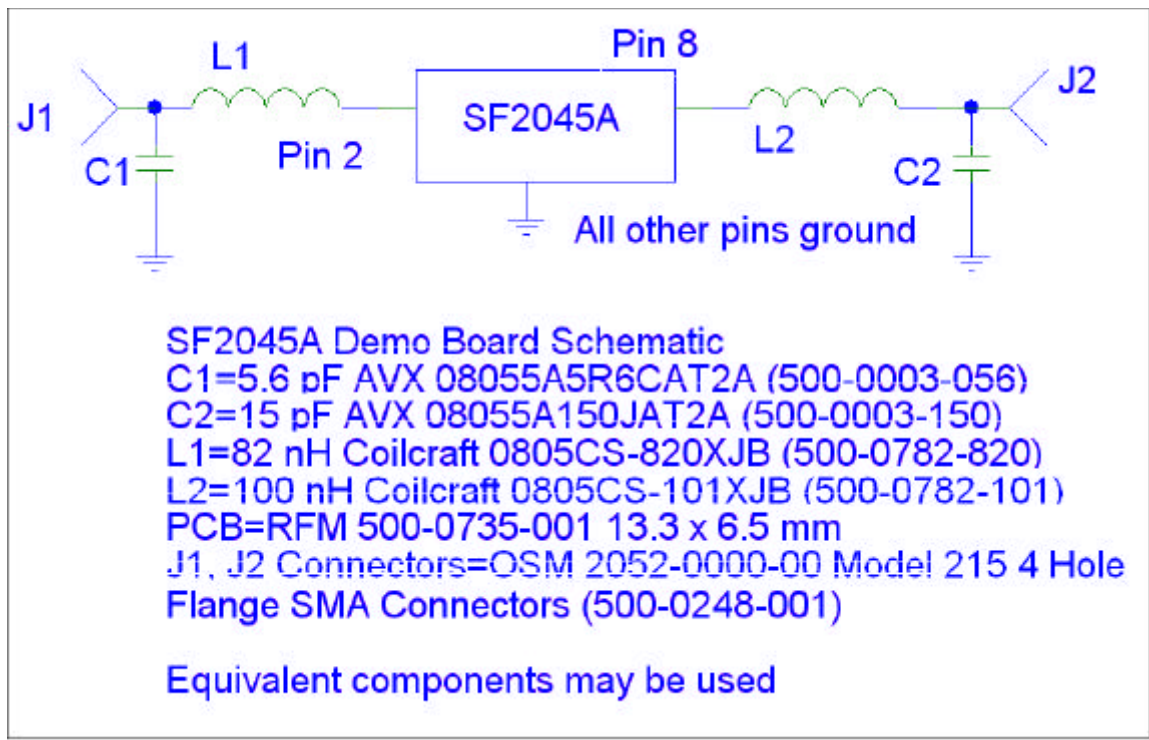 L1
Pin 8
J1
J2
SF2045A
C1
Pin 2
L2
C2
All other pins ground
SF2045A Demo Board Schematic
C1=5.6 pF AVX 08055A5R6CAT2A (500-0003-056)
C2=15 pF AVX 08055A150JAT2A (500-0003-150)
L1=82 nH Coilcraft 0805CS-820XJB (500-0782-820)
L2=100 nH Coilcraft 0805CS-101XJB (500-0782-101)
PCB=RFM 500-0735-001 13.3 x 6.5 mm
J1, J2 Connectors=OSM 2052-0000-00 Model 215 4 Hole
Flange SMA Connectors (500-0248-001)
Equivalent components may be used